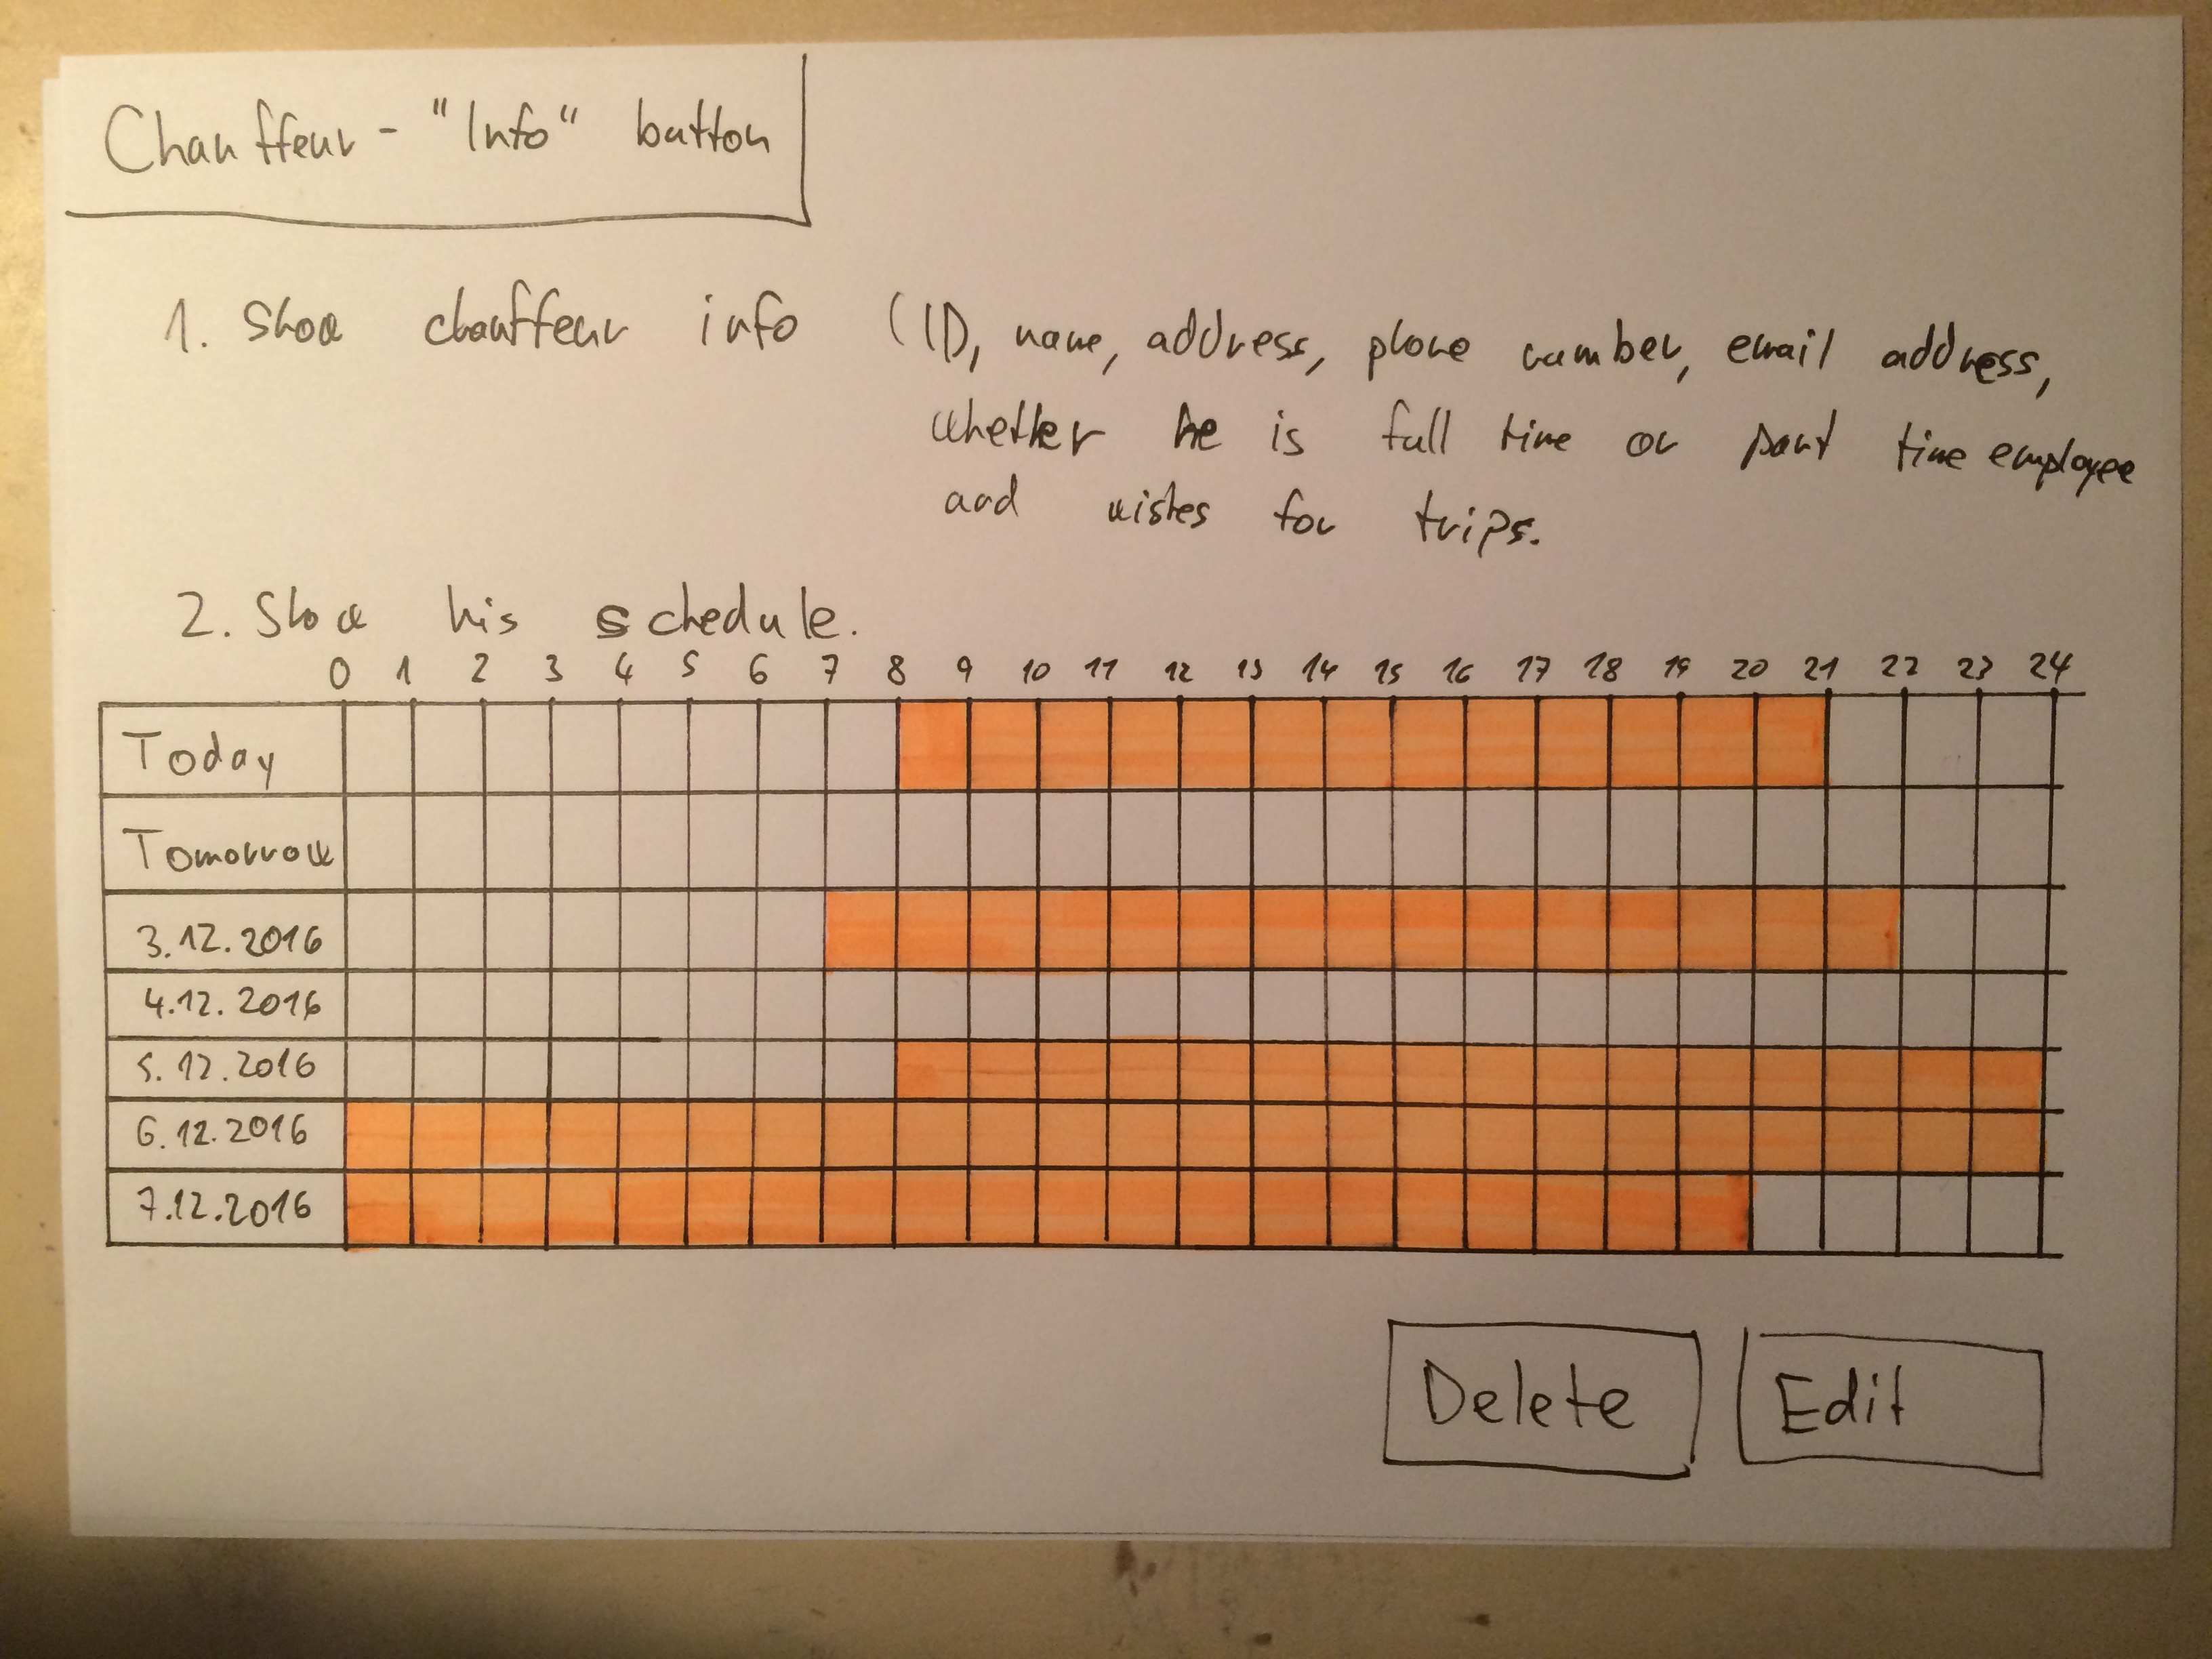 Chauffeur - "Info" button
1. Show chauffeur info (ID, name, address, phone number, email address,
whether he is full time or part time employee
and wishes for trips.
2. Show his schedule.
0 1 2 3 4 5 6 7 8 9 10 11 12 13 14 15 16 17 18 19 20 21 22 23 24
Today
Tomorrow
3.12.2016
4.12.2016
5.12.2016
6.12.2016
7.12.2016
Delete Edit